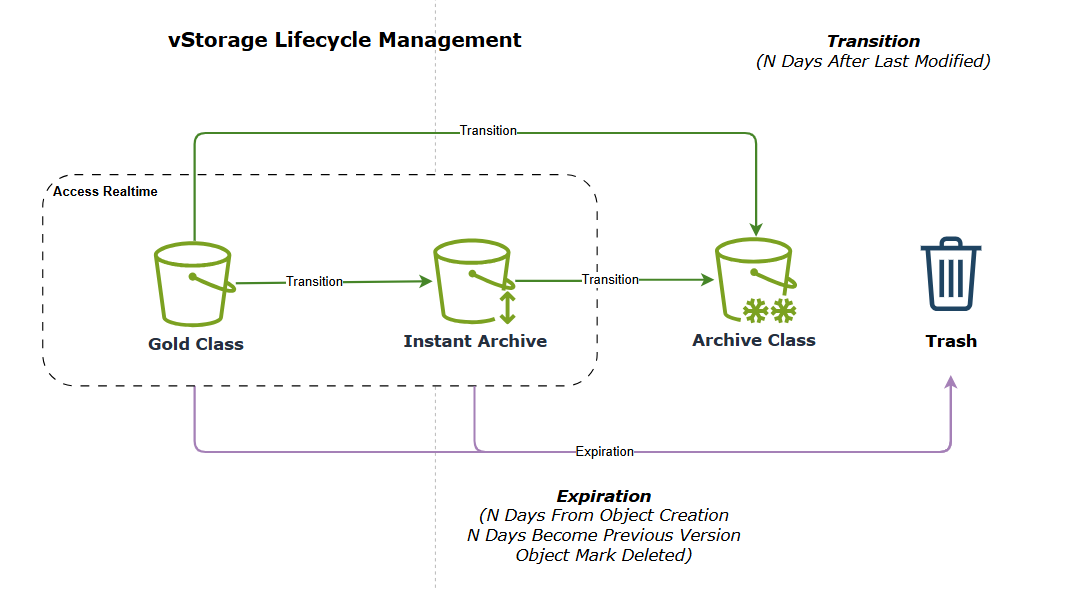 vStorage Lifecycle Management
Transition
(N Days After Last Modified)
Transition
Access Realtime
Transition
Transition
Gold Class
Instant Archive
Archive Class
Trash
Expiration
Expiration
(N Days From Object Creation
N Days Become Previous Version
Object Mark Deleted)